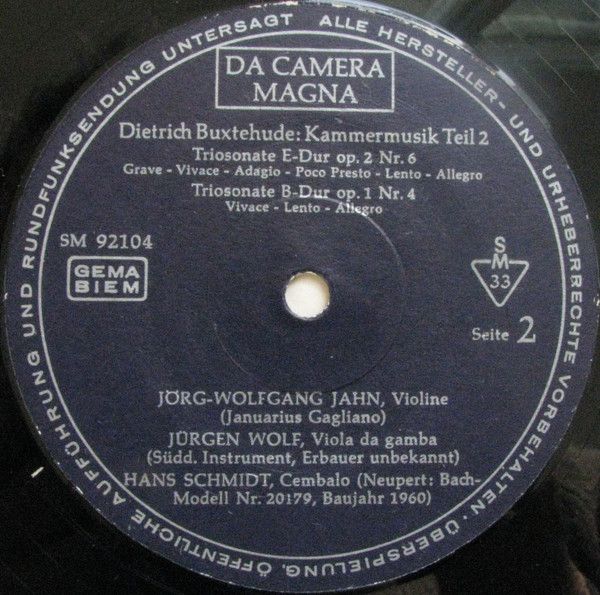 ALLE HERSTELLER- UND URHEBERRECHTE VORBEHALTEN · ÜBERSPIELUNG, ÖFFENTLICHE AUFFÜHRUNG UND RUNDFUNKSENDUNG UNTERSAGT
DA CAMERA
MAGNA
Dietrich Buxtehude: Kammermusik Teil 2
Triosonate E-Dur op. 2 Nr. 6
Grave - Vivace - Adagio - Poco Presto - Lento - Allegro
Triosonate B-Dur op. 1 Nr. 4
Vivace - Lento - Allegro
SM 92104
GEMA
BIEM
S
M
33
Seite 2
JÖRG-WOLFGANG JAHN, Violine
(Januarius Gagliano)
JÜRGEN WOLF, Viola da gamba
(Südd. Instrument, Erbauer unbekannt)
HANS SCHMIDT, Cembalo (Neupert: Bach-
Modell Nr. 20179, Baujahr 1960)